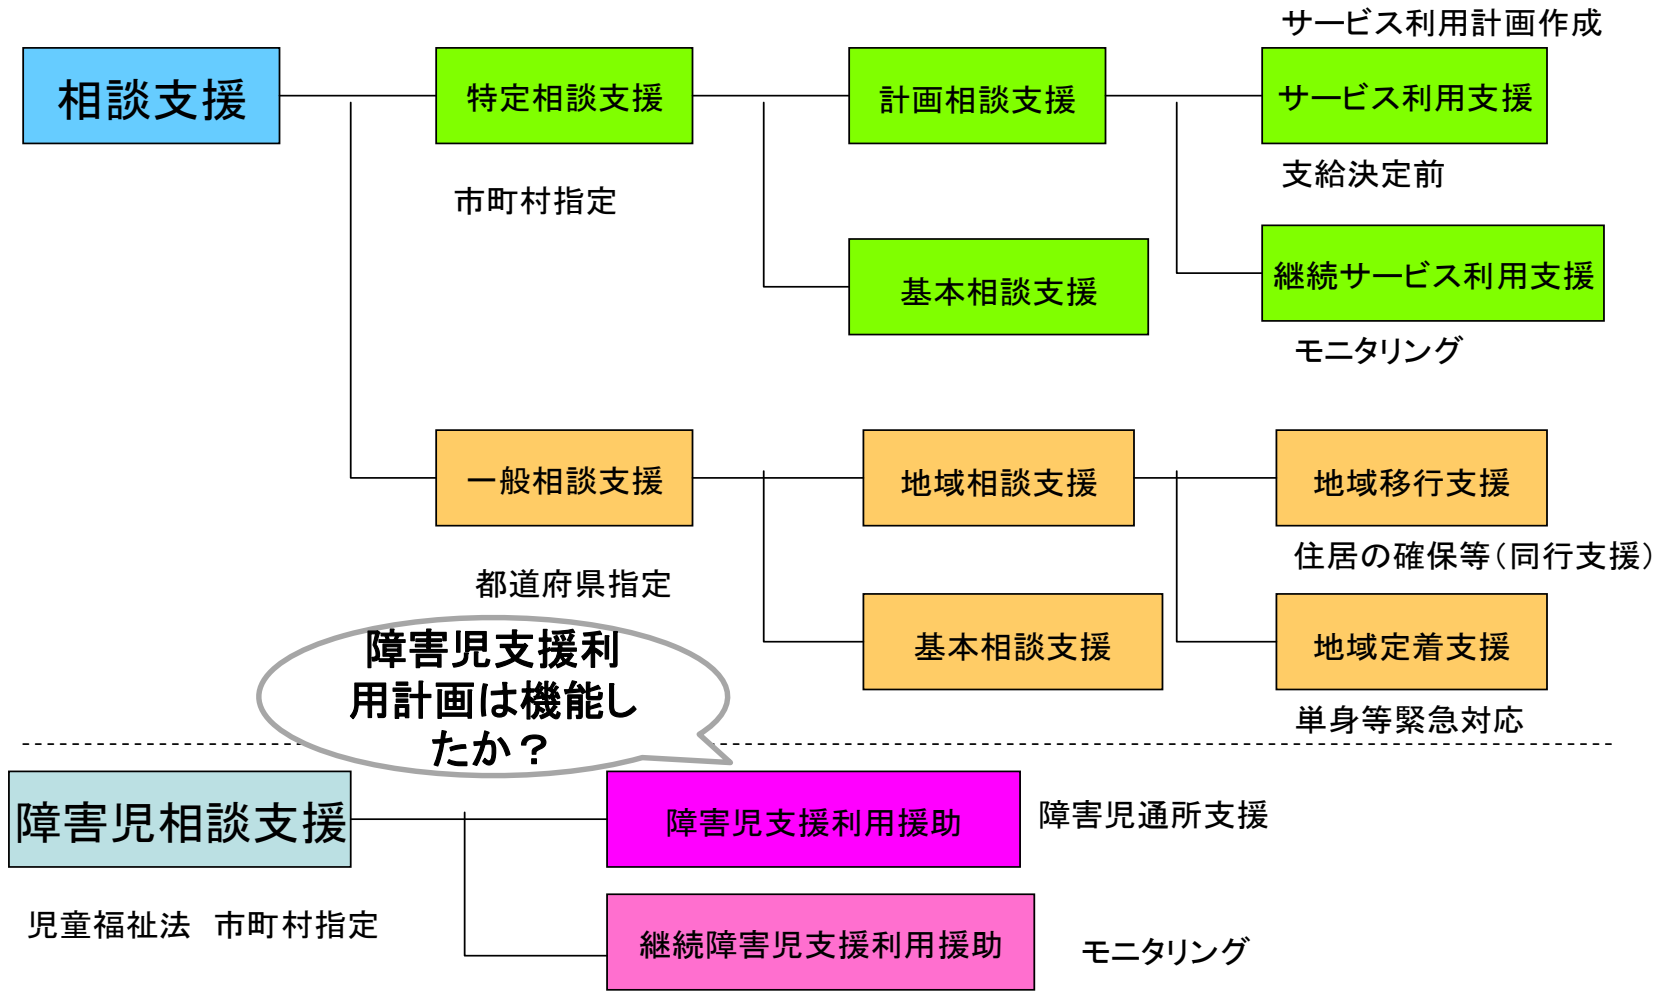 サービス利用計画作成
相談支援
特定相談支援
計画相談支援
サービス利用支援
市町村指定
支給決定前
基本相談支援
継続サービス利用支援
モニタリング
一般相談支援
地域相談支援
地域移行支援
都道府県指定
住居の確保等（同行支援）
基本相談支援
地域定着支援
単身等緊急対応
障害児支援利
用計画は機能し
たか？
障害児相談支援
障害児支援利用援助
障害児通所支援
児童福祉法　市町村指定
継続障害児支援利用援助
モニタリング